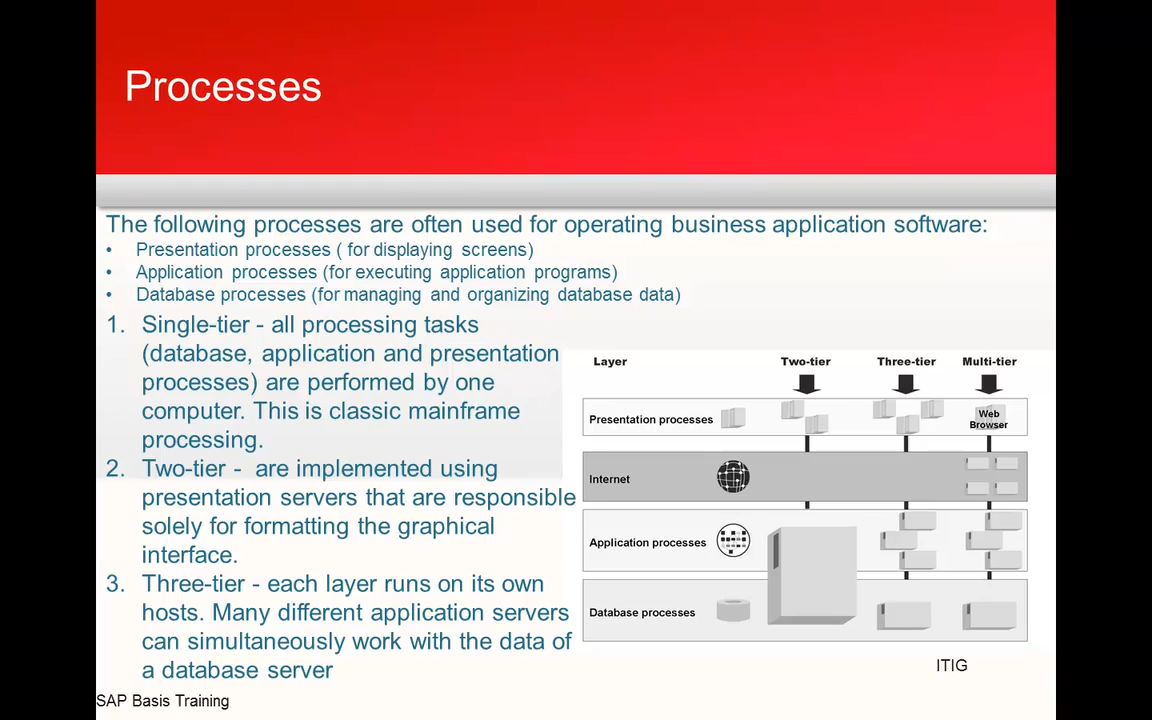 Processes
The following processes are often used for operating business application software:
• Presentation processes ( for displaying screens)
• Application processes (for executing application programs)
• Database processes (for managing and organizing database data)
1. Single-tier - all processing tasks
(database, application and presentation
processes) are performed by one
computer. This is classic mainframe
processing.
2. Two-tier - are implemented using
presentation servers that are responsible
solely for formatting the graphical
interface.
3. Three-tier - each layer runs on its own
hosts. Many different application servers
can simultaneously work with the data of
a database server
Layer Two-tier Three-tier Multi-tier
Presentation processes
Web
Browser
Internet
Application processes
Database processes
ITIG
SAP Basis Training